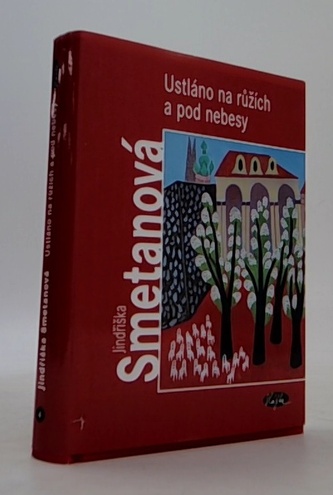 Ustláno na růžích
a pod nebesy
Jindřiška
Smetanová
Jindřiška Smetanová Ustláno na růžích a pod nebesy